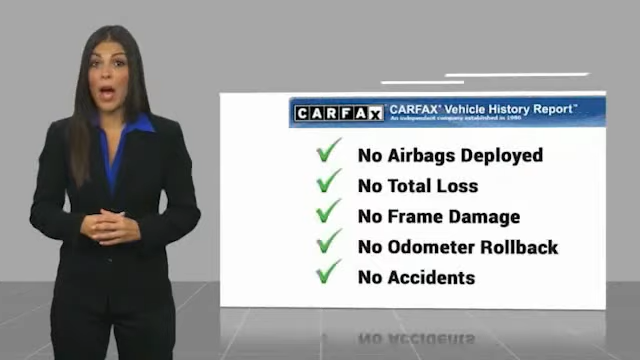 CARFAX CARFAX® Vehicle History Report™
An independent company established in 1986
No Airbags Deployed
No Total Loss
No Frame Damage
No Odometer Rollback
No Accidents